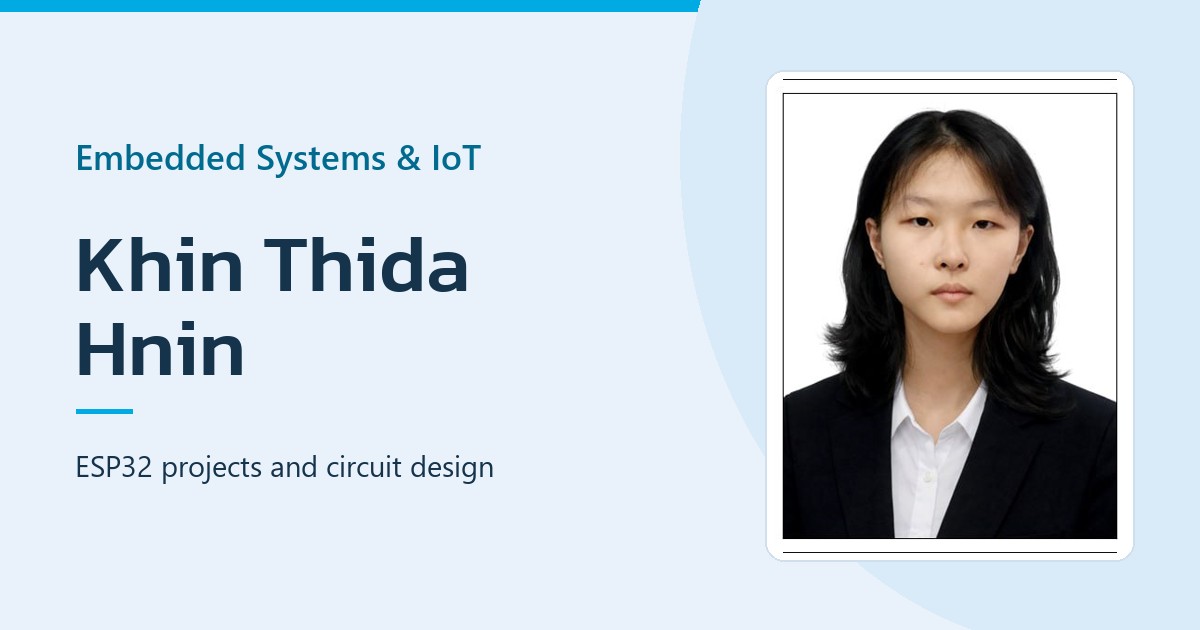 Embedded Systems & IoT
Khin Thida
Hnin
ESP32 projects and circuit design